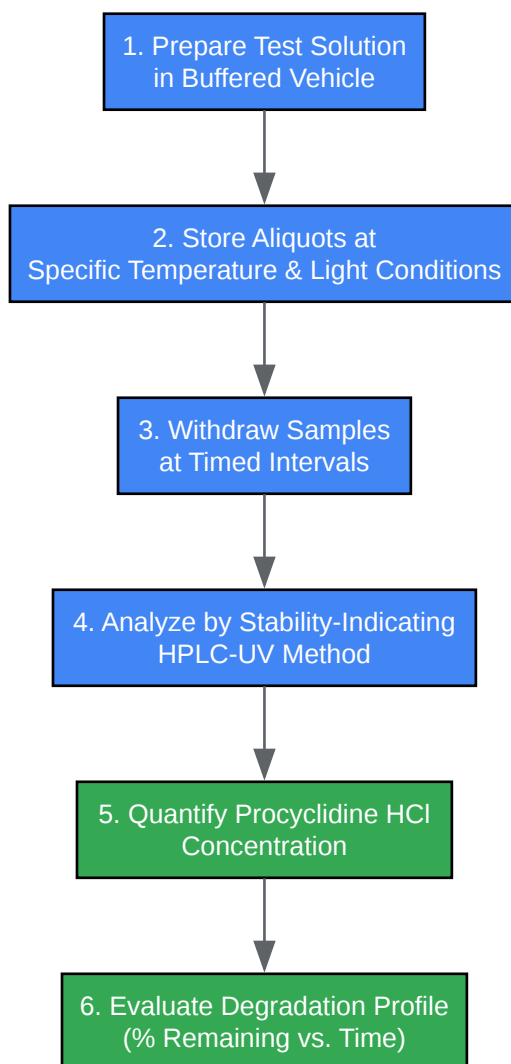 1. Prepare Test Solution
in Buffered Vehicle
2. Store Aliquots at
Specific Temperature & Light Conditions
3. Withdraw Samples
at Timed Intervals
4. Analyze by Stability-Indicating
HPLC-UV Method
5. Quantify Procyclidine HCl
Concentration
6. Evaluate Degradation Profile
(% Remaining vs. Time)